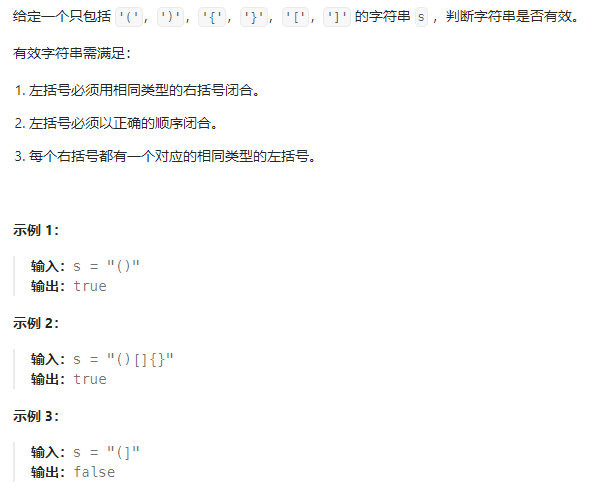 给定一个只包括 '(', ')', '{', '}', '[', ']' 的字符串 s ，判断字符串是否有效。
有效字符串需满足：
1. 左括号必须用相同类型的右括号闭合。
2. 左括号必须以正确的顺序闭合。
3. 每个右括号都有一个对应的相同类型的左括号。
示例 1：
输入：s = "()"
输出：true
示例 2：
输入：s = "()[]{}"
输出：true
示例 3：
输入：s = "(]"
输出：false